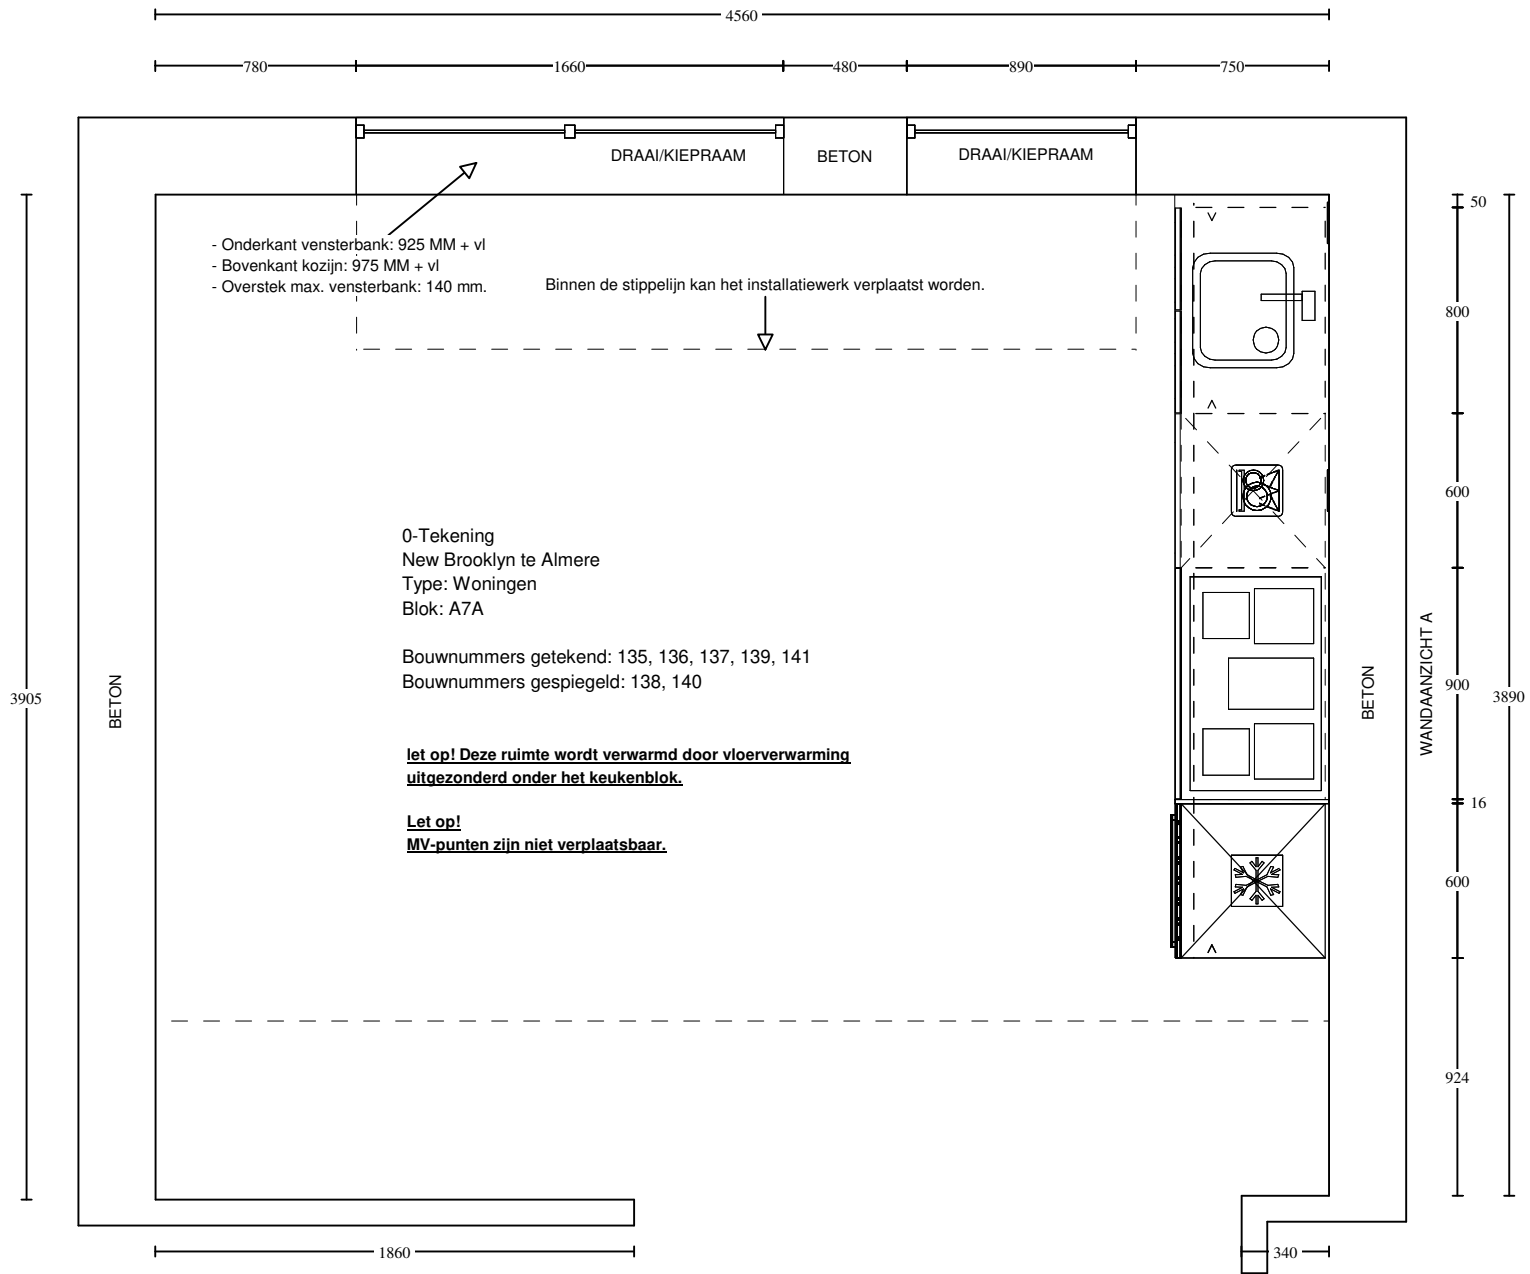 4560
780 1660 480 890 750
DRAAI/KIEPRAAM
BETON
DRAAI/KIEPRAAM
- Onderkant vensterbank: 925 MM + vl
- Bovenkant kozijn: 975 MM + vl
- Overstek max. vensterbank: 140 mm.
Binnen de stippelijn kan het installatiewerk verplaatst worden.
0-Tekening
New Brooklyn te Almere
Type: Woningen
Blok: A7A
Bouwnummers getekend: 135, 136, 137, 139, 141
Bouwnummers gespiegeld: 138, 140
let op! Deze ruimte wordt verwarmd door vloerverwarming
uitgezonderd onder het keukenblok.
Let op!
MV-punten zijn niet verplaatsbaar.
3905
BETON
BETON
WANDAANZICHT A
50
800
600
900
16
600
924
3890
1860
340